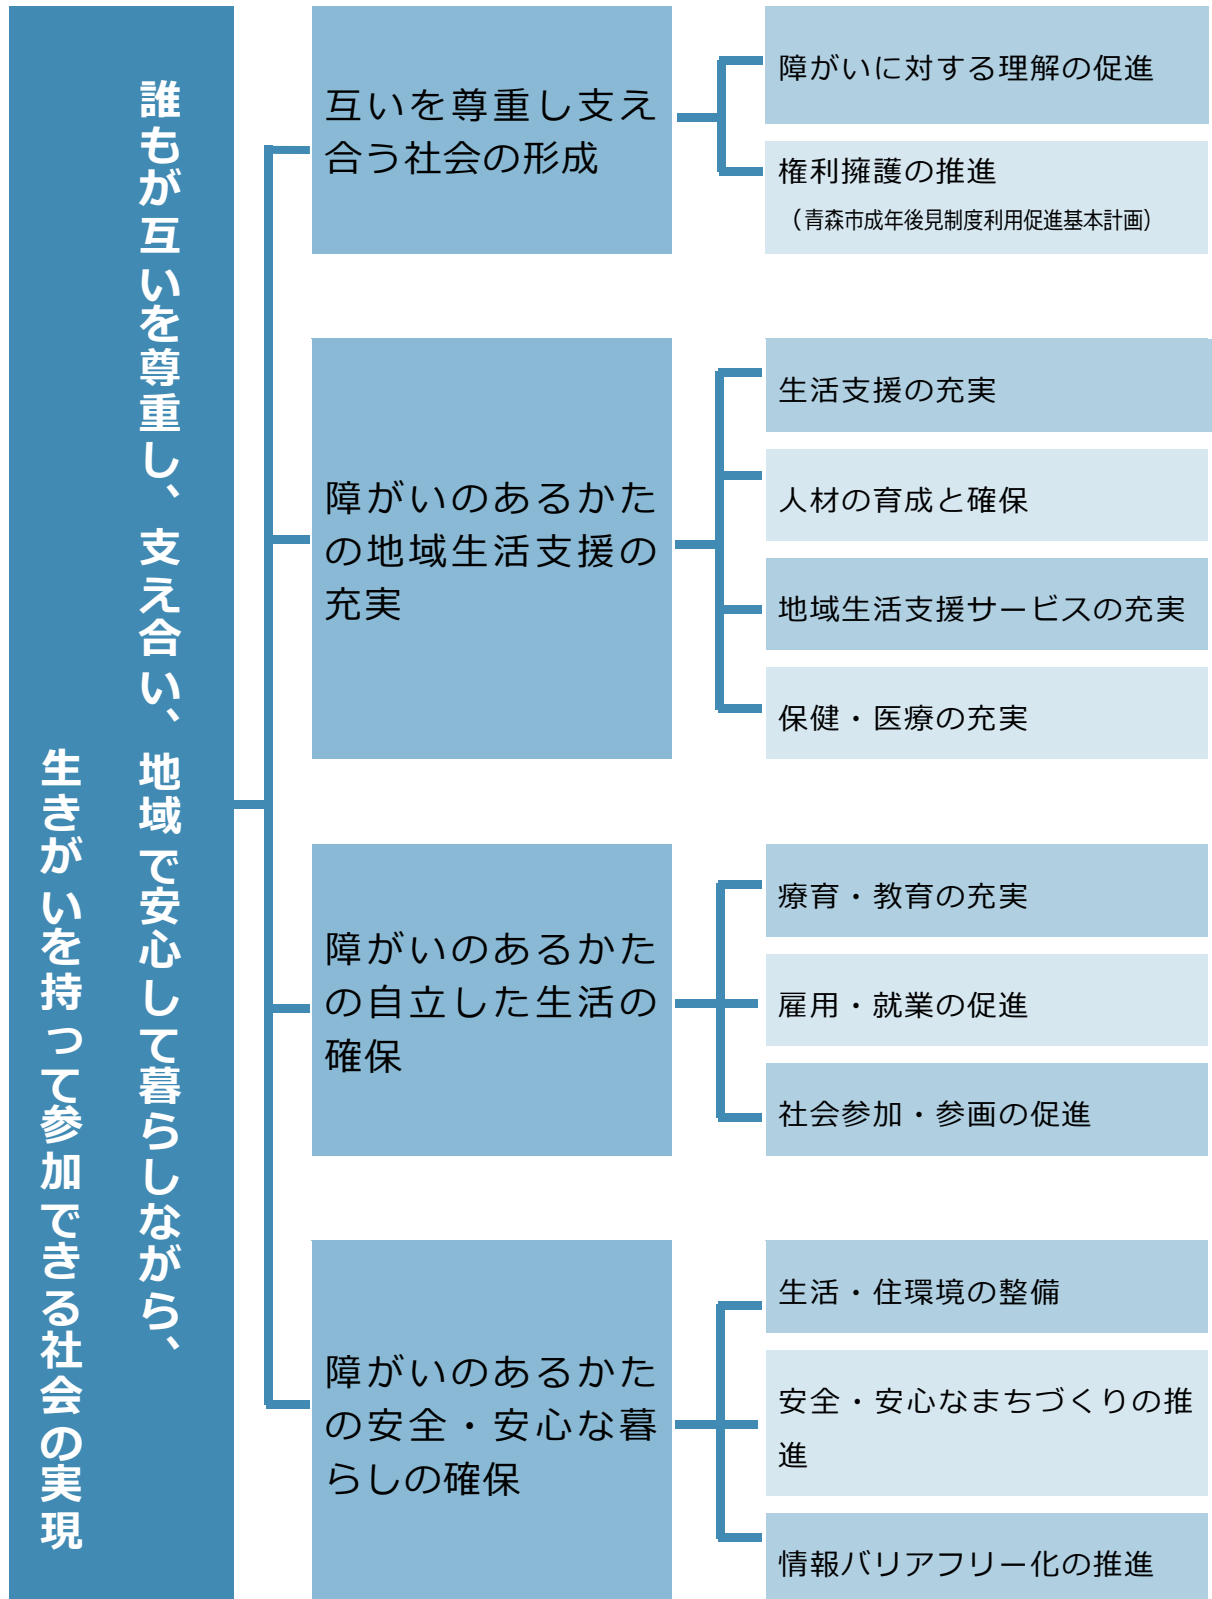 誰もが互いを尊重し、支え合い、地域で安心して暮らしながら、
生きがいを持って参加できる社会の実現
互いを尊重し支え
合う社会の形成
障がいに対する理解の促進
権利擁護の推進
（青森市成年後見制度利用促進基本計画）
障がいのあるかた
の地域生活支援の
充実
生活支援の充実
人材の育成と確保
地域生活支援サービスの充実
保健・医療の充実
障がいのあるかた
の自立した生活の
確保
療育・教育の充実
雇用・就業の促進
社会参加・参画の促進
障がいのあるかた
の安全・安心な暮
らしの確保
生活・住環境の整備
安全・安心なまちづくりの推
進
情報バリアフリー化の推進